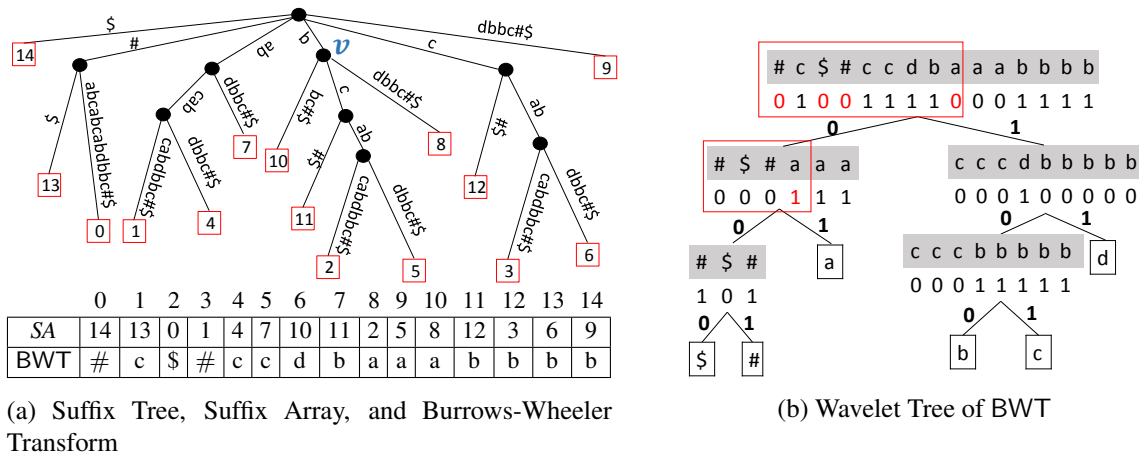 $
#
ab
b
v
c
dbbc#$
14
9
$
abcabcabdbbc#$
cab
dbbc#$
bc#$
c
dbbc#$
#$
ab
7
10
8
cabdbbc#$
dbbc#$
#$
ab
cabdbbc#$
dbbc#$
13
0
1
4
11
12
cabdbbc#$
dbbc#$
2
5
3
6
0 1 2 3 4 5 6 7 8 9 10 11 12 13 14
SA 14 13 0 1 4 7 10 11 2 5 8 12 3 6 9
BWT # c $ # c c d b a a a b b b b
(a) Suffix Tree, Suffix Array, and Burrows-Wheeler
Transform
# c $ # c c d b a a a b b b b
0 1 0 0 1 1 1 1 0 0 0 1 1 1 1
0 1
# $ # a a a
0 0 0 1 1 1
c c c d b b b b b
0 0 0 1 0 0 0 0 0
0 1
0 1
# $ #
1 0 1
a
c c c b b b b b
0 0 0 1 1 1 1 1
d
0 1
0 1
$ #
b c
(b) Wavelet Tree of BWT